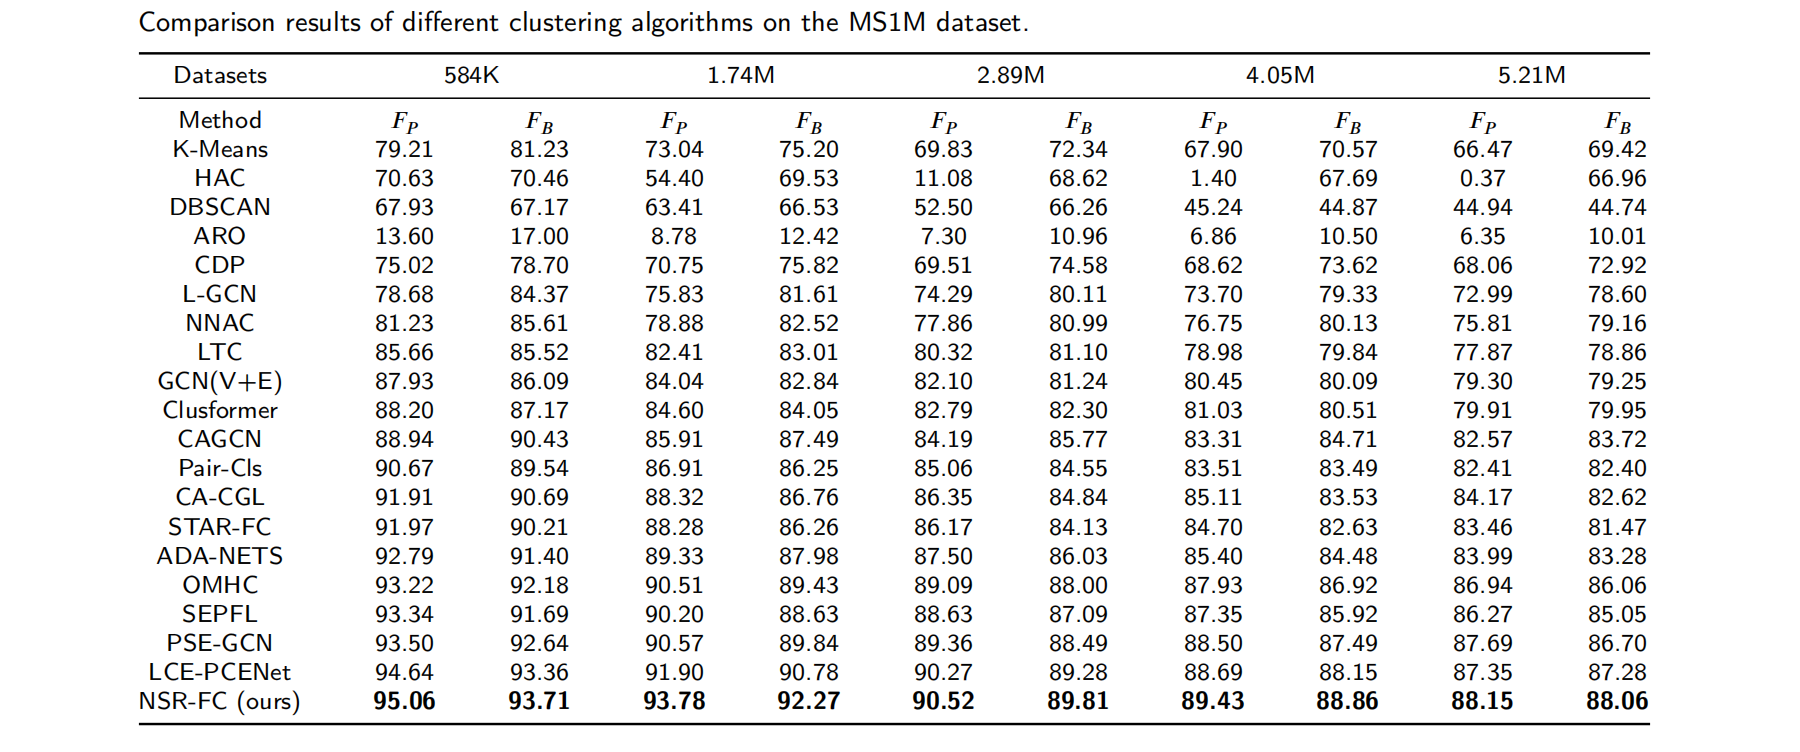 Comparison results of different clustering algorithms on the MS1M dataset.
Datasets 584K 1.74M 2.89M 4.05M 5.21M
Method F_P F_B F_P F_B F_P F_B F_P F_B F_P F_B
K-Means 79.21 81.23 73.04 75.20 69.83 72.34 67.90 70.57 66.47 69.42
HAC 70.63 70.46 54.40 69.53 11.08 68.62 1.40 67.69 0.37 66.96
DBSCAN 67.93 67.17 63.41 66.53 52.50 66.26 45.24 44.87 44.94 44.74
ARO 13.60 17.00 8.78 12.42 7.30 10.96 6.86 10.50 6.35 10.01
CDP 75.02 78.70 70.75 75.82 69.51 74.58 68.62 73.62 68.06 72.92
L-GCN 78.68 84.37 75.83 81.61 74.29 80.11 73.70 79.33 72.99 78.60
NNAC 81.23 85.61 78.88 82.52 77.86 80.99 76.75 80.13 75.81 79.16
LTC 85.66 85.52 82.41 83.01 80.32 81.10 78.98 79.84 77.87 78.86
GCN(V+E) 87.93 86.09 84.04 82.84 82.10 81.24 80.45 80.09 79.30 79.25
Clusformer 88.20 87.17 84.60 84.05 82.79 82.30 81.03 80.51 79.91 79.95
CAGCN 88.94 90.43 85.91 87.49 84.19 85.77 83.31 84.71 82.57 83.72
Pair-Cls 90.67 89.54 86.91 86.25 85.06 84.55 83.51 83.49 82.41 82.40
CA-CGL 91.91 90.69 88.32 86.76 86.35 84.84 85.11 83.53 84.17 82.62
STAR-FC 91.97 90.21 88.28 86.26 86.17 84.13 84.70 82.63 83.46 81.47
ADA-NETS 92.79 91.40 89.33 87.98 87.50 86.03 85.40 84.48 83.99 83.28
OMHC 93.22 92.18 90.51 89.43 89.09 88.00 87.93 86.92 86.94 86.06
SEPFL 93.34 91.69 90.20 88.63 88.63 87.09 87.35 85.92 86.27 85.05
PSE-GCN 93.50 92.64 90.57 89.84 89.36 88.49 88.50 87.49 87.69 86.70
LCE-PCENet 94.64 93.36 91.90 90.78 90.27 89.28 88.69 88.15 87.35 87.28
NSR-FC (ours) 95.06 93.71 93.78 92.27 90.52 89.81 89.43 88.86 88.15 88.06